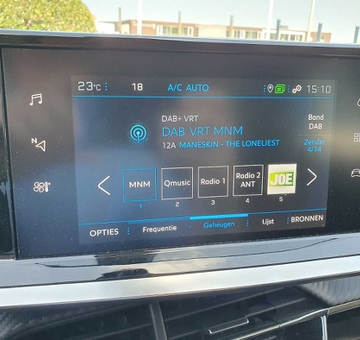 23°c 18 A/C AUTO 15:10
DAB+ VRT
DAB VRT MNM
12A MANESKIN - THE LONELIEST
Band
DAB
Zender
4/14
N
MNM Qmusic Radio 1 Radio 2 ANT JOE
1 2 3 4 5
OPTIES Frequentie Geheugen Lijst BRONNEN